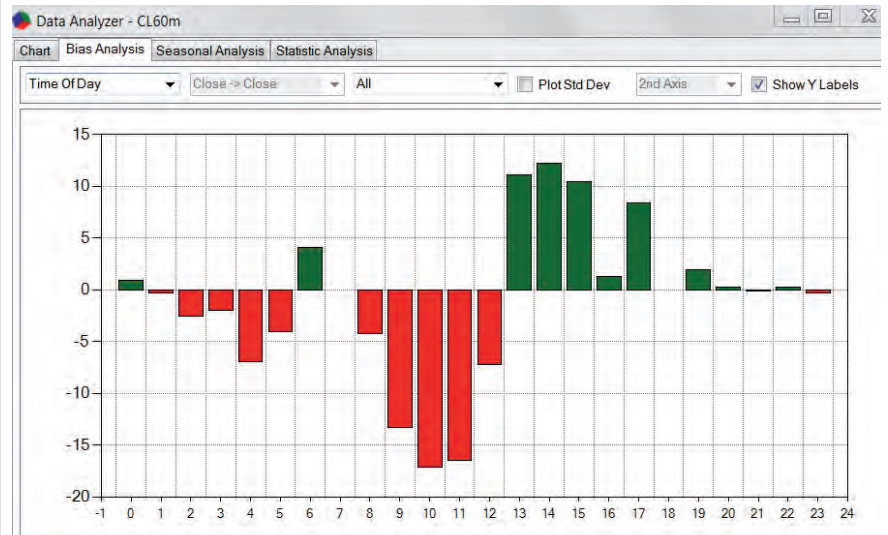 Data Analyzer - CL60m
Chart Bias Analysis Seasonal Analysis Statistic Analysis
Time Of Day Close -> Close All Plot Std Dev 2nd Axis Show Y Labels
15
10
5
0
-5
-10
-15
-20
-1 0 1 2 3 4 5 6 7 8 9 10 11 12 13 14 15 16 17 18 19 20 21 22 23 24